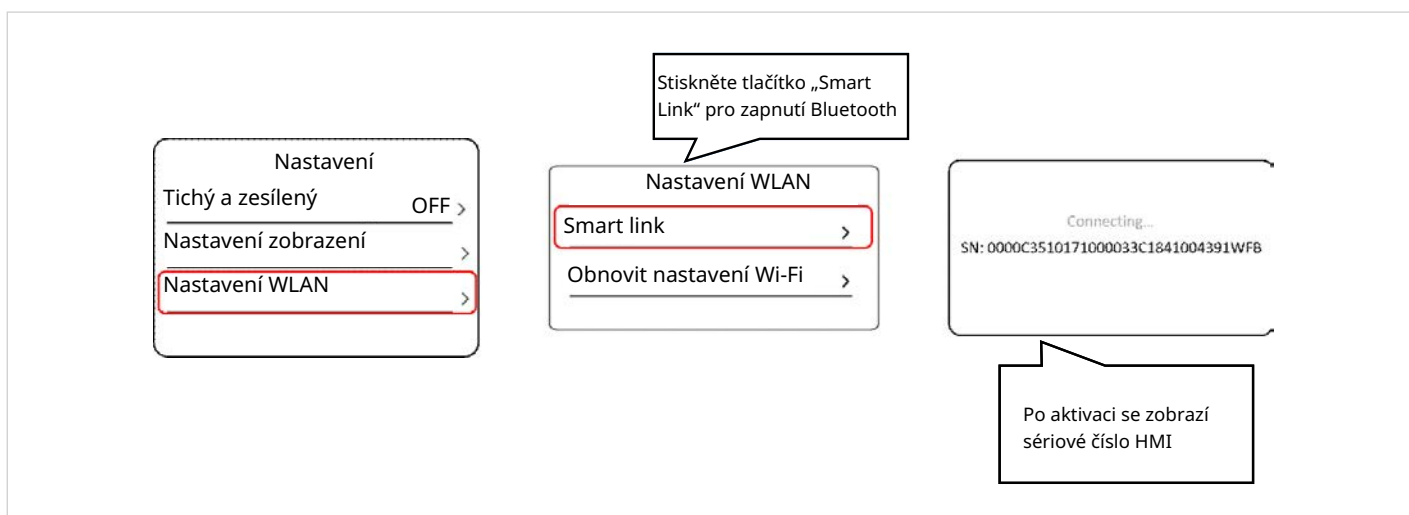 Stiskněte tlačítko „Smart
Link“ pro zapnutí Bluetooth
Nastavení
Tichý a zesílený OFF >
Nastavení zobrazení >
Nastavení WLAN >
Nastavení WLAN
Smart link >
Obnovit nastavení Wi-Fi >
Connecting...
SN: 0000C3510171000033C1841004391WFB
Po aktivaci se zobrazí
sériové číslo HMI